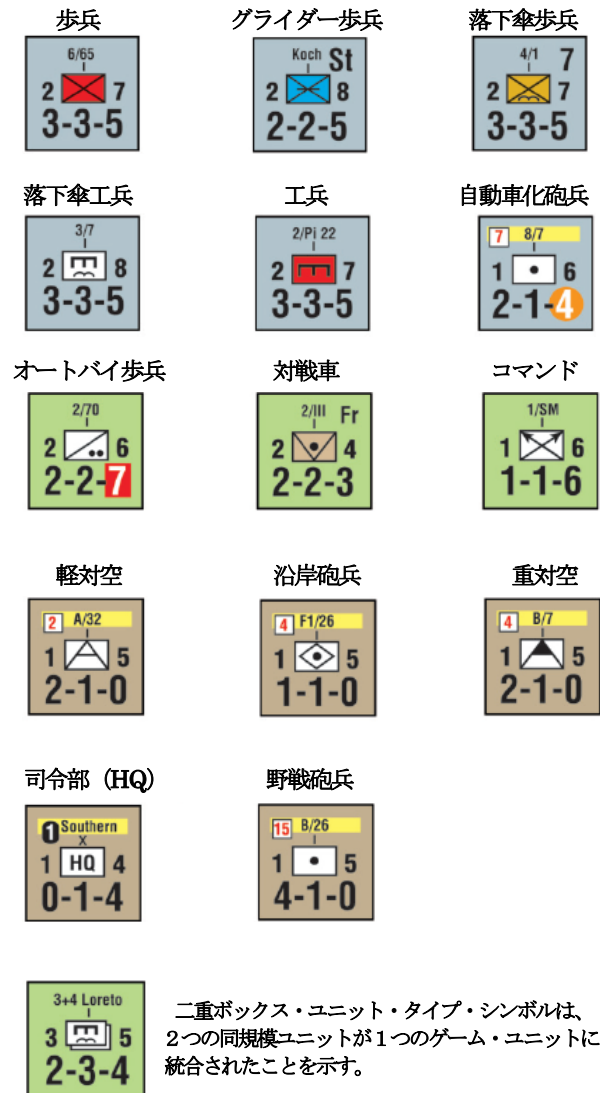 歩兵 グライダー歩兵 落下傘歩兵
6/65 Koch St 4/1 7
2 7 2 8 2 7
3-3-5 2-2-5 3-3-5
落下傘工兵 工兵 自動車化砲兵
3/7 2/Pi 22 7 8/7
2 8 2 7 1 6
3-3-5 3-3-5 2-1-4
オートバイ歩兵 対戦車 コマンド
2/70 2/III Fr 1/SM
2 6 2 4 1 6
2-2-7 2-2-3 1-1-6
軽対空 沿岸砲兵 重対空
2 A/32 4 F1/26 4 B/7
1 5 1 5 1 5
2-1-0 1-1-0 2-1-0
司令部（HQ） 野戦砲兵
1 Southern 15 B/26
X
1 HQ 4 1 5
0-1-4 4-1-0
3+4 Loreto
3 5
2-3-4
二重ボックス・ユニット・タイプ・シンボルは、
２つの同規模ユニットが１つのゲーム・ユニットに
統合されたことを示す。